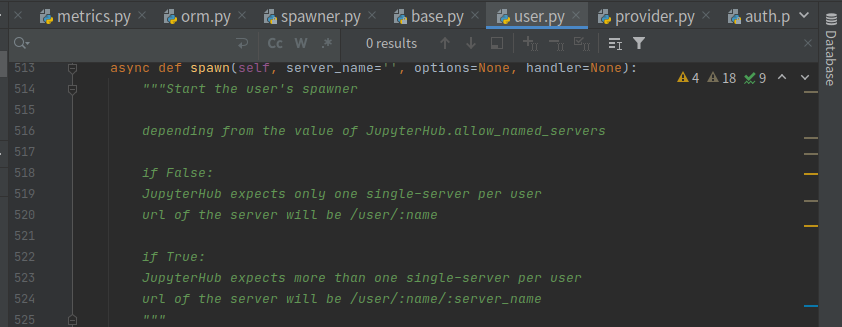 metrics.py
orm.py
spawner.py
base.py
user.py
provider.py
auth.p
Database
Cc W .*
0 results
513 async def spawn(self, server_name='', options=None, handler=None):
4 18 9
514 """Start the user's spawner
515
516 depending from the value of JupyterHub.allow_named_servers
517
518 if False:
519 JupyterHub expects only one single-server per user
520 url of the server will be /user/:name
521
522 if True:
523 JupyterHub expects more than one single-server per user
524 url of the server will be /user/:name/:server_name
525 """